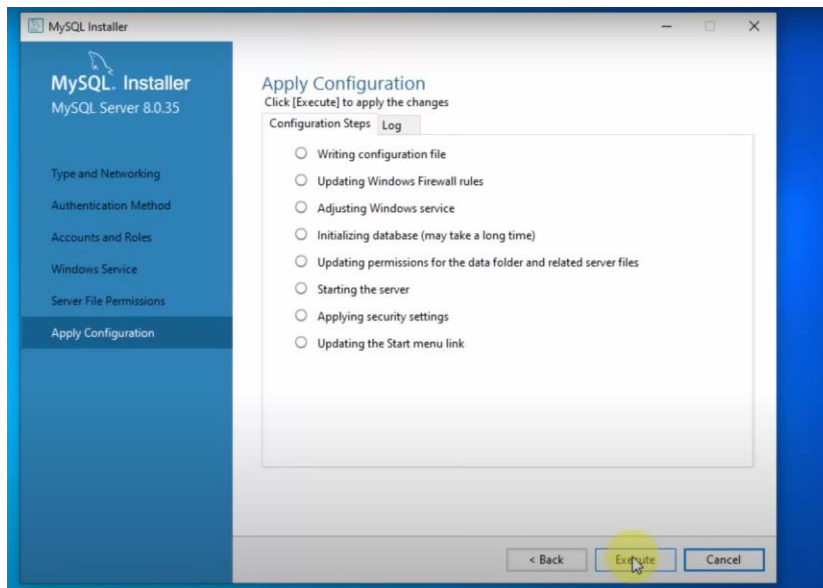 MySQL Installer
MySQL. Installer
MySQL Server 8.0.35
Type and Networking
Authentication Method
Accounts and Roles
Windows Service
Server File Permissions
Apply Configuration
Apply Configuration
Click [Execute] to apply the changes
Configuration Steps Log
Writing configuration file
Updating Windows Firewall rules
Adjusting Windows service
Initializing database (may take a long time)
Updating permissions for the data folder and related server files
Starting the server
Applying security settings
Updating the Start menu link
< Back Execute Cancel